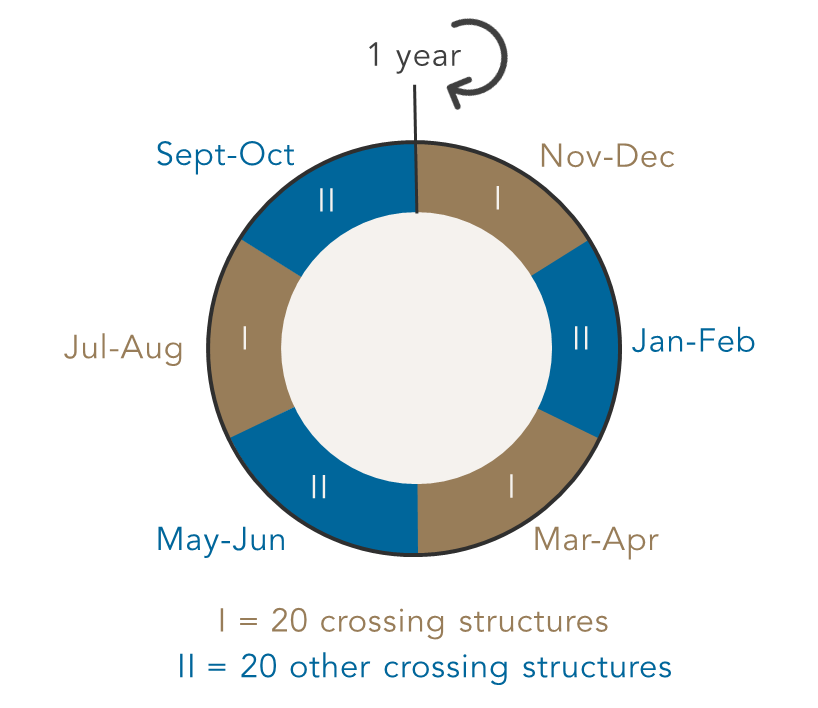 1 year
Sept-Oct
Nov-Dec
II
I
Jul-Aug
I
II
Jan-Feb
II
I
May-Jun
Mar-Apr
I = 20 crossing structures
II = 20 other crossing structures